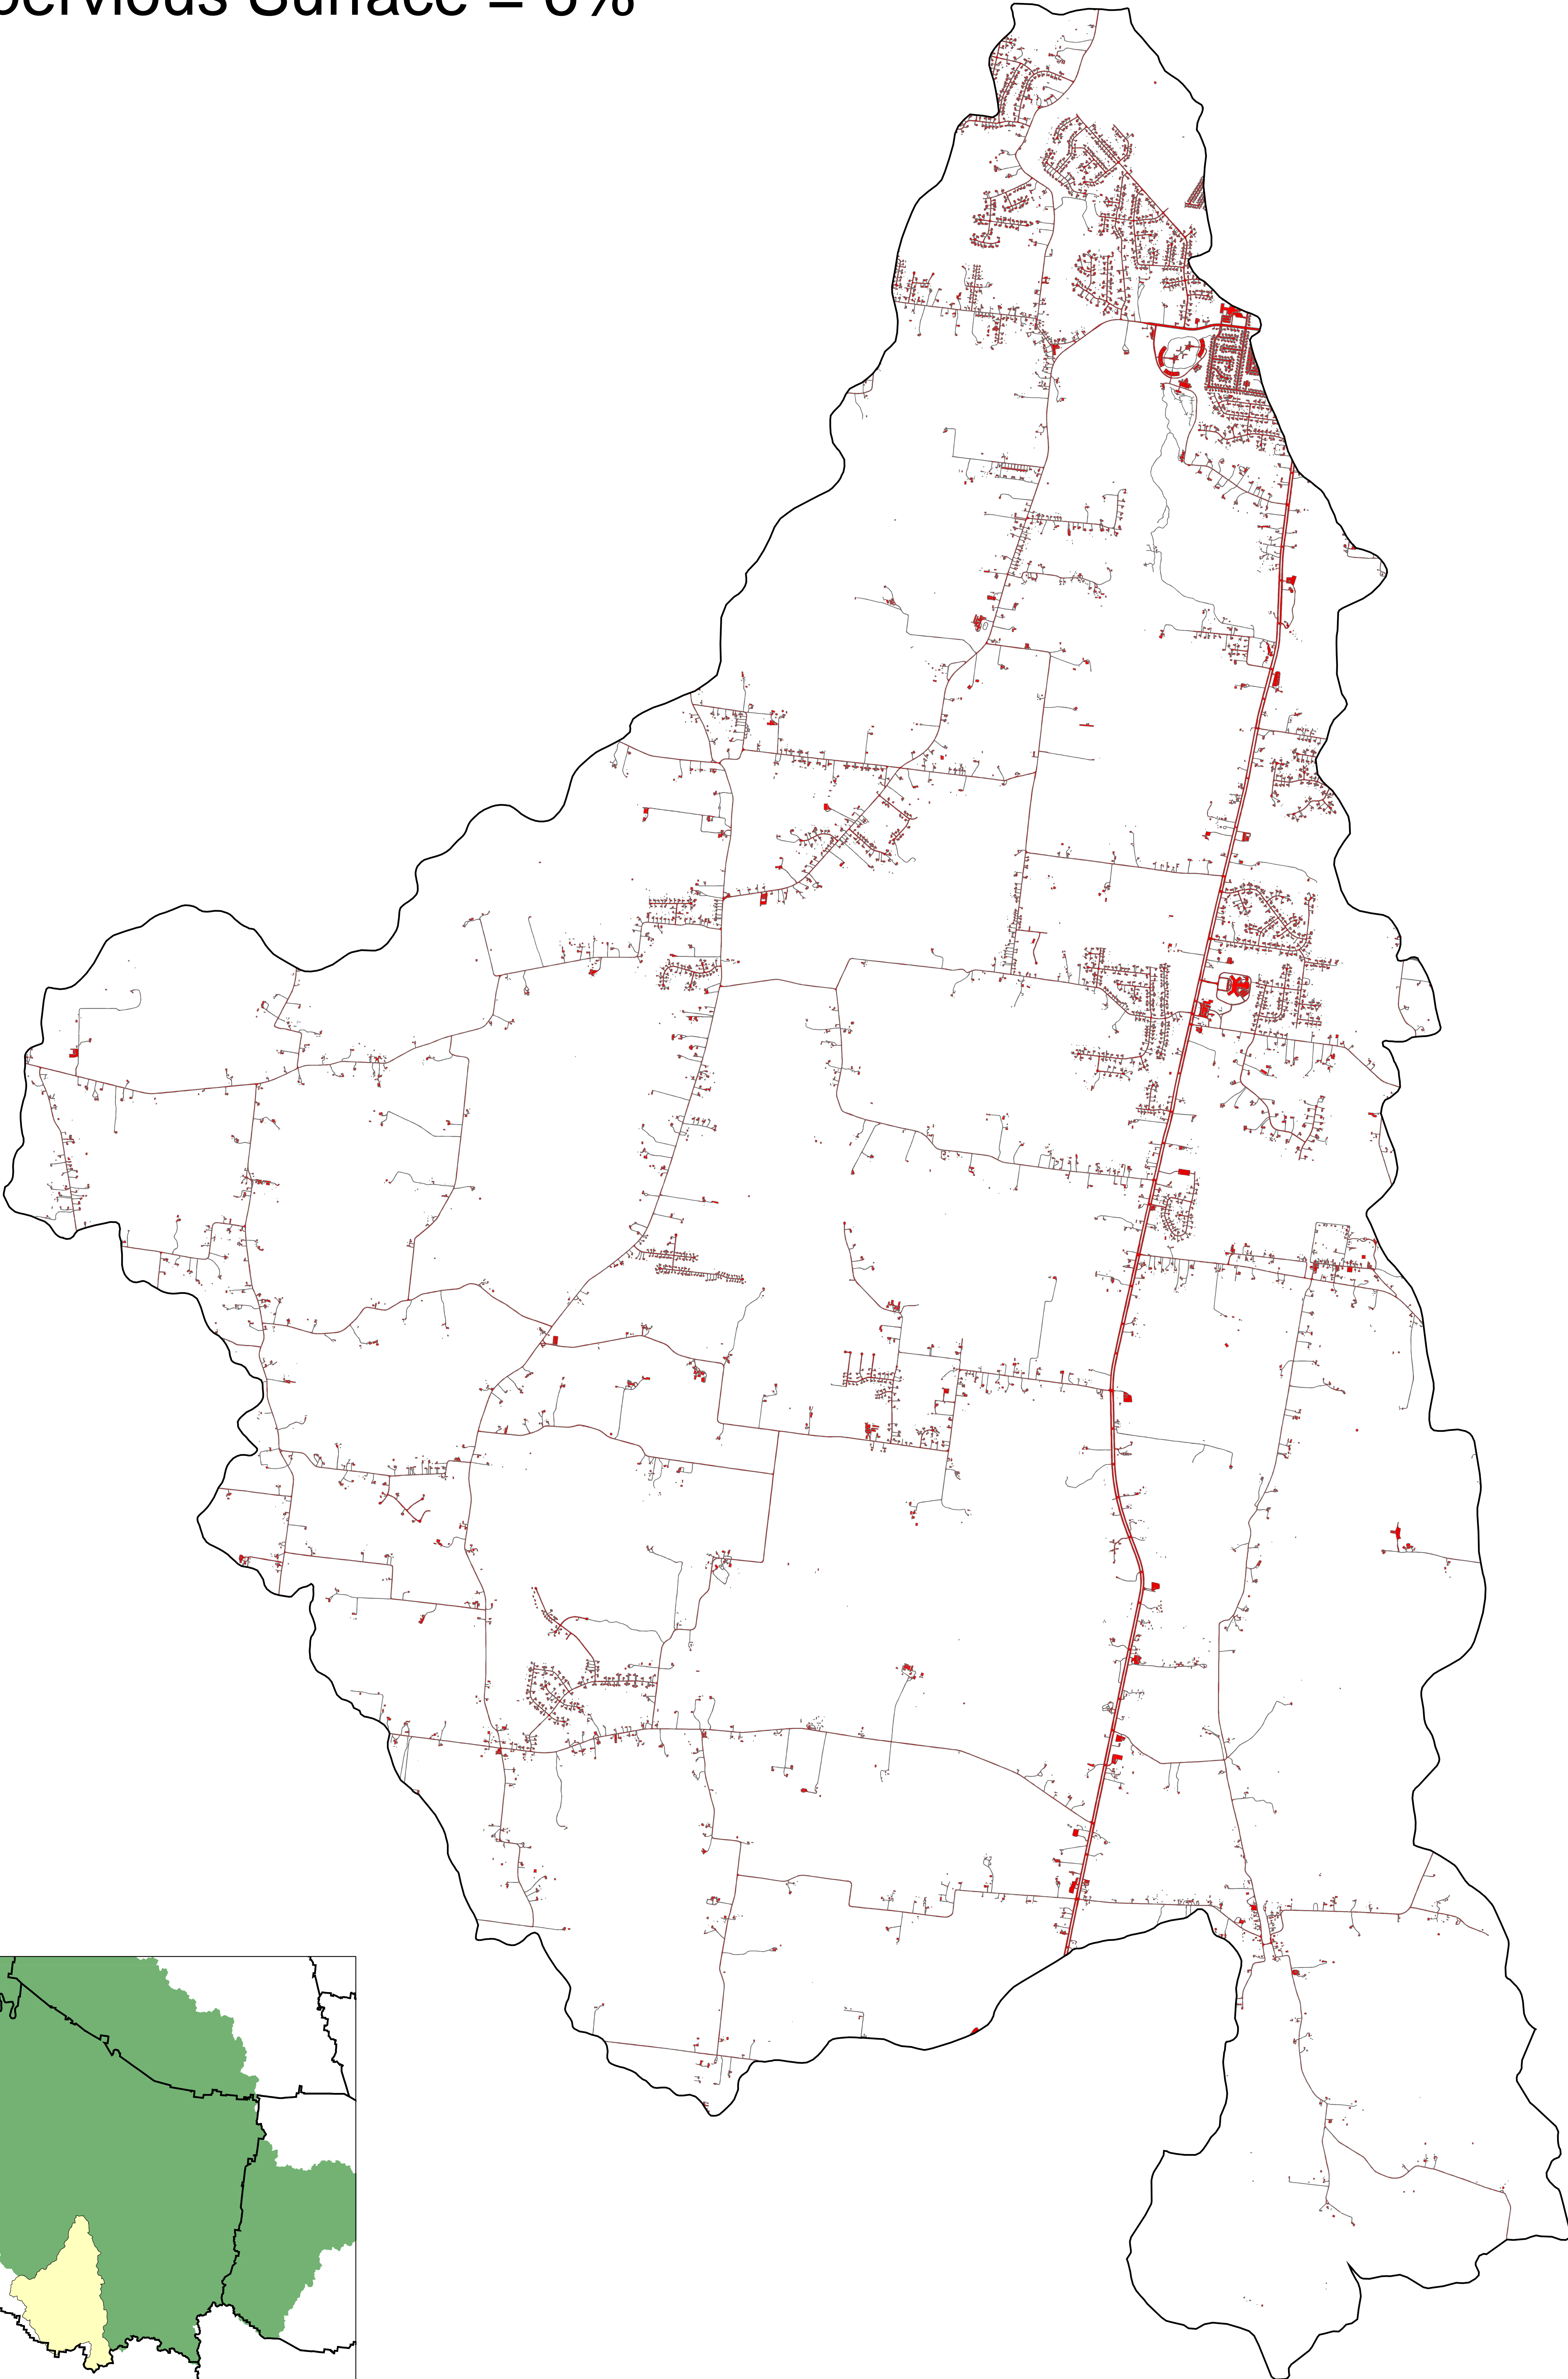 pervious Surface = 6%